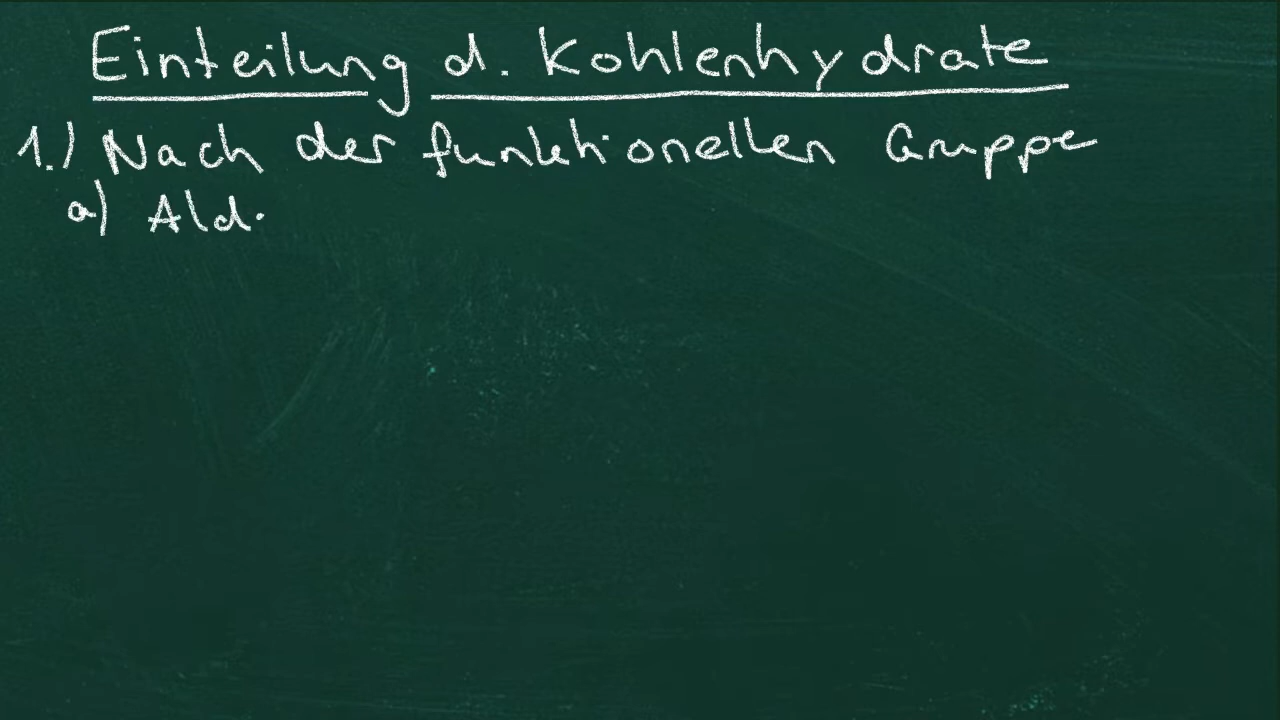 Einteilung d. Kohlenhydrate
1.) Nach der funktionellen Gruppe
a) Ald.